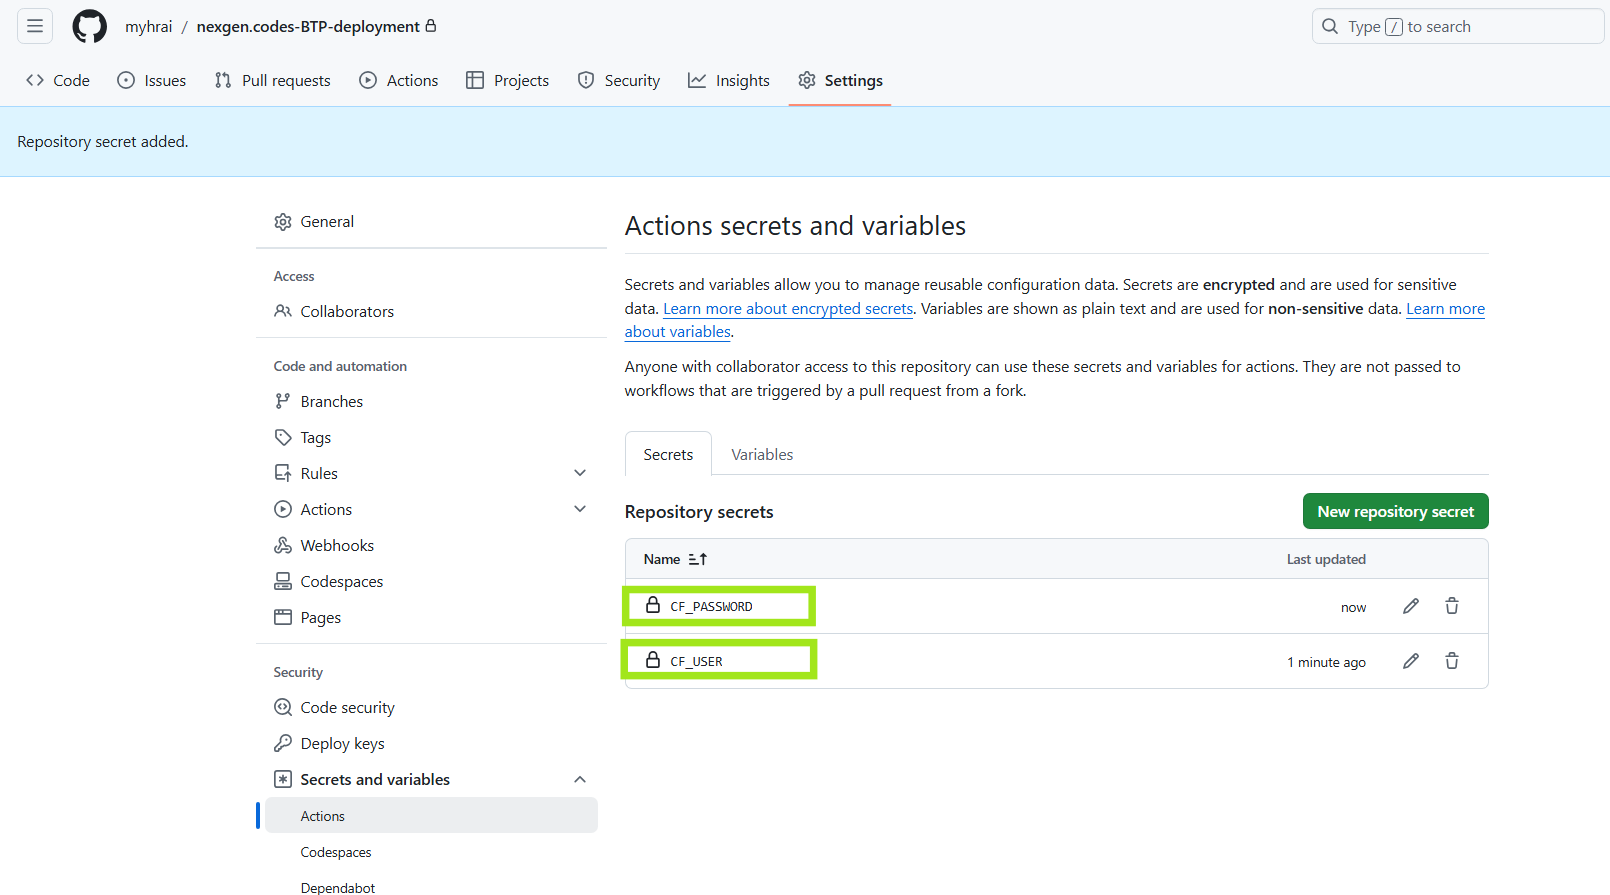 myhrai / nexgen.codes-BTP-deployment
Type / to search
Code
Issues
Pull requests
Actions
Projects
Security
Insights
Settings
Repository secret added.
General
Access
Collaborators
Code and automation
Branches
Tags
Rules
Actions
Webhooks
Codespaces
Pages
Security
Code security
Deploy keys
Secrets and variables
Actions
Codespaces
Dependabot
Actions secrets and variables
Secrets and variables allow you to manage reusable configuration data. Secrets are encrypted and are used for sensitive
data. Learn more about encrypted secrets. Variables are shown as plain text and are used for non-sensitive data. Learn more
about variables.
Anyone with collaborator access to this repository can use these secrets and variables for actions. They are not passed to
workflows that are triggered by a pull request from a fork.
Secrets
Variables
Repository secrets
New repository secret
Name
Last updated
CF_PASSWORD
now
CF_USER
1 minute ago